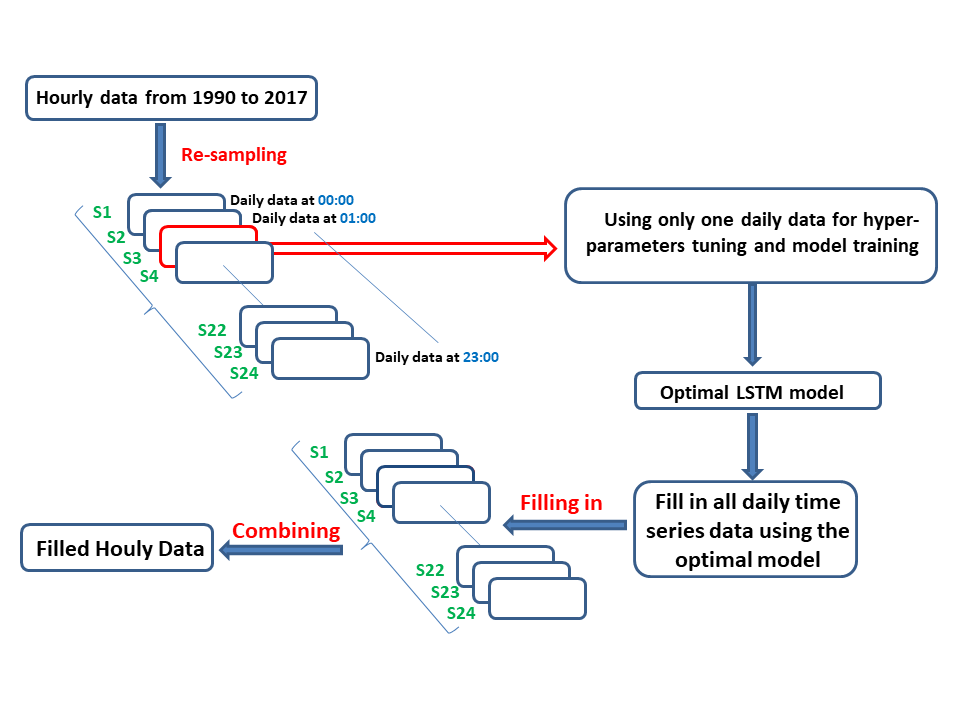 Hourly data from 1990 to 2017
Re-sampling
Daily data at 00:00
Daily data at 01:00
S1
S2
S3
S4
S22
S23
S24
Daily data at 23:00
Using only one daily data for hyper-
parameters tuning and model training
Optimal LSTM model
Fill in all daily time
series data using the
optimal model
Filling in
S1
S2
S3
S4
S22
S23
S24
Combining
Filled Houly Data